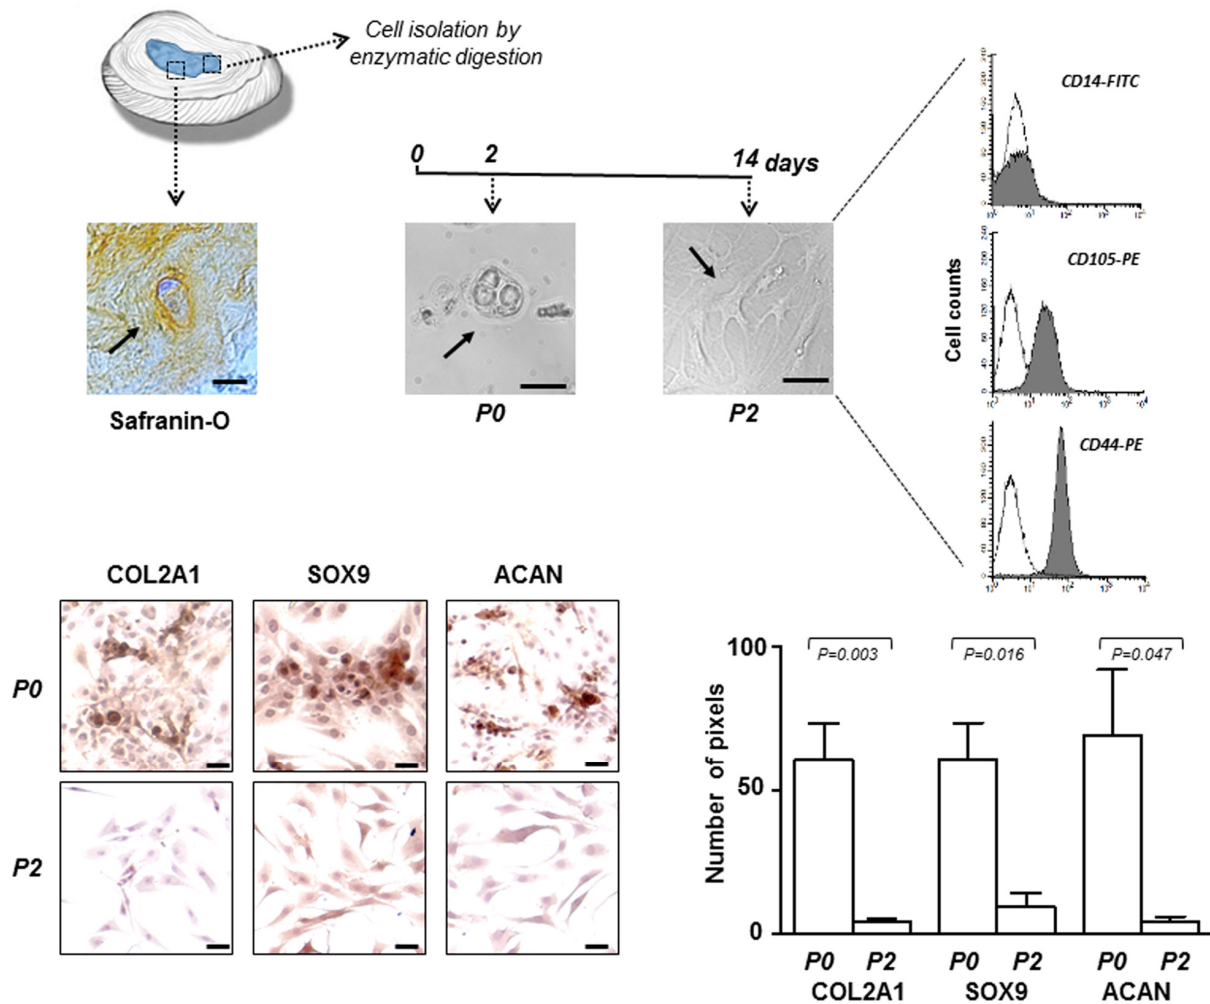 Cell isolation by
enzymatic digestion
0 2 14 days
Safranin-O
P0
P2
CD14-FITC
CD105-PE
CD44-PE
Cell counts
COL2A1 SOX9 ACAN
P0
P2
100
50
0
Number of pixels
P=0.003 P=0.016 P=0.047
P0 P2 P0 P2 P0 P2
COL2A1 SOX9 ACAN